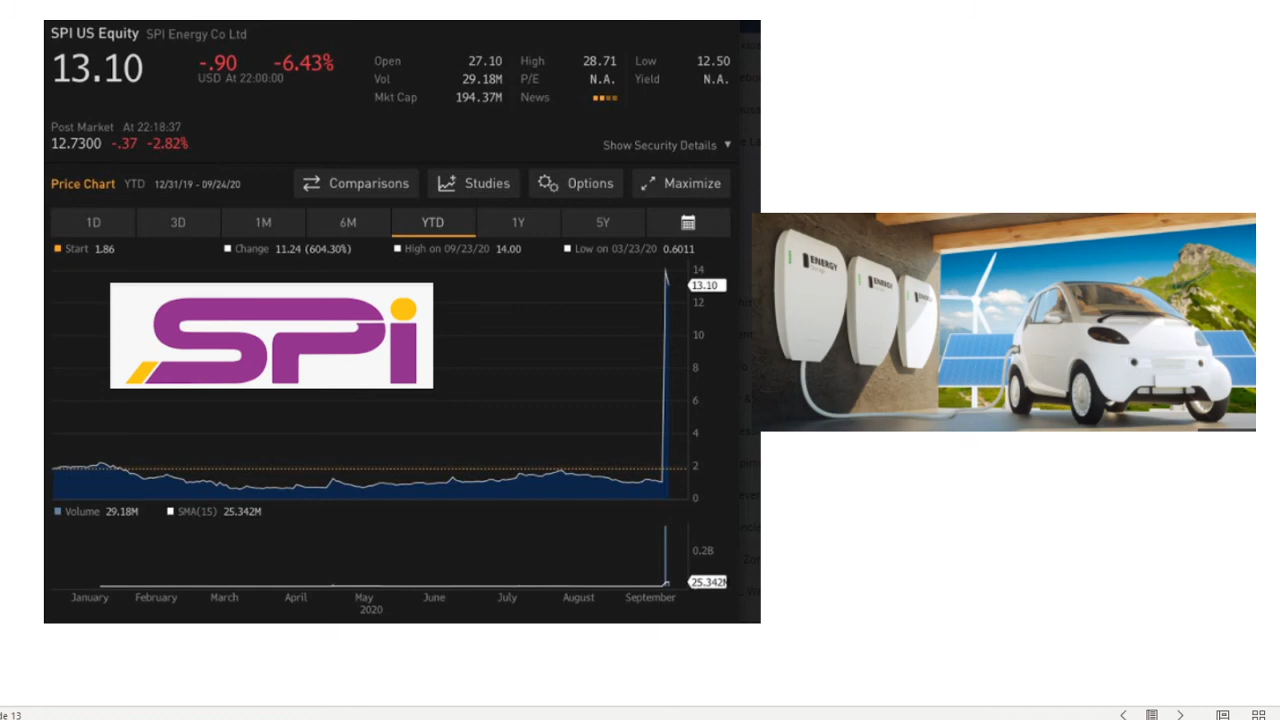 SPI US Equity SPI Energy Co Ltd
13.10 -.90 -6.43%
USD At 22:00:00
Open 27.10 High 28.71 Low 12.50
Vol 29.18M P/E N.A. Yield N.A.
Mkt Cap 194.37M News
Post Market At 22:18:37
12.7300 -.37 -2.82%
Show Security Details
Price Chart YTD 12/31/19 - 09/24/20 Comparisons Studies Options Maximize
1D 3D 1M 6M YTD 1Y 5Y
Start 1.86 Change 11.24 (604.30%) High on 09/23/20 14.00 Low on 03/23/20 0.6011
14
13.10
12
10
8
6
4
2
0
SPi
Volume 29.18M SMA(15) 25.342M
0.2B
25.342M
January February March April May June July August September
2020
ENERGY
Storage
ENERGY
ENERGY
de 13